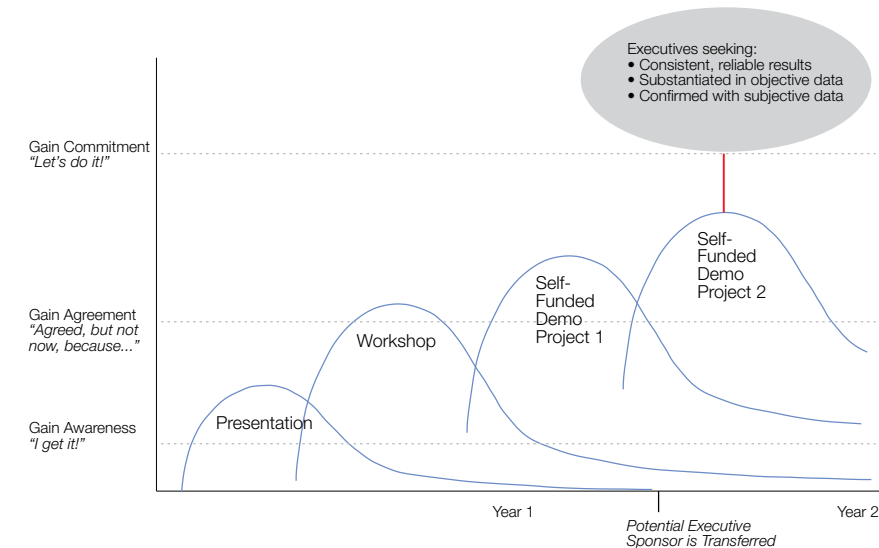 Executives seeking:
• Consistent, reliable results
• Substantiated in objective data
• Confirmed with subjective data
Gain Commitment
“Let’s do it!”
Self-
Funded
Demo
Project 2
Self-
Funded
Demo
Project 1
Gain Agreement
“Agreed, but not
now, because...”
Workshop
Presentation
Gain Awareness
“I get it!”
Year 1
Year 2
Potential Executive
Sponsor is Transferred